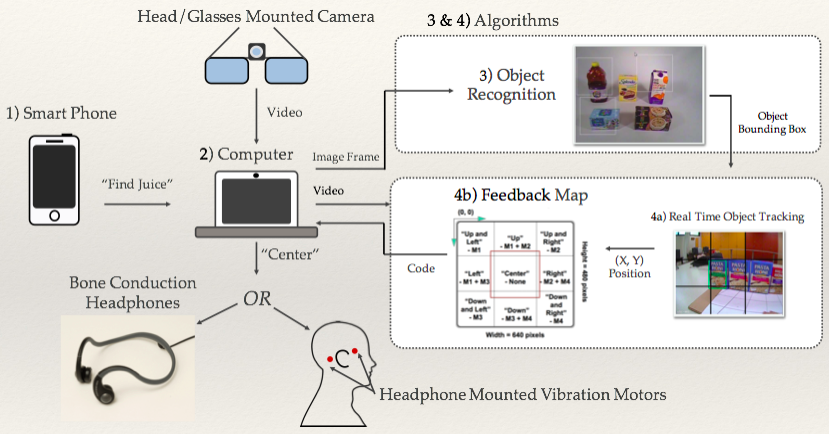 Head/Glasses Mounted Camera
3 & 4) Algorithms
1) Smart Phone
Video
3) Object
Recognition
Object
Bounding Box
2) Computer
Image Frame
"Find Juice"
Video
4b) Feedback Map
4a) Real Time Object Tracking
(0, 0)
"Up and
Left"
- M1
"Up"
- M1 + M2
"Up and
Right"
- M2
"Left"
- M1 + M3
"Center"
- None
"Right"
- M2 + M4
"Down
and Left"
- M3
"Down"
- M3 + M4
"Down
and
Right"
- M4
Height = 480 pixels
Width = 640 pixels
(X, Y)
Position
Code
"Center"
OR
Bone Conduction
Headphones
Headphone Mounted Vibration Motors